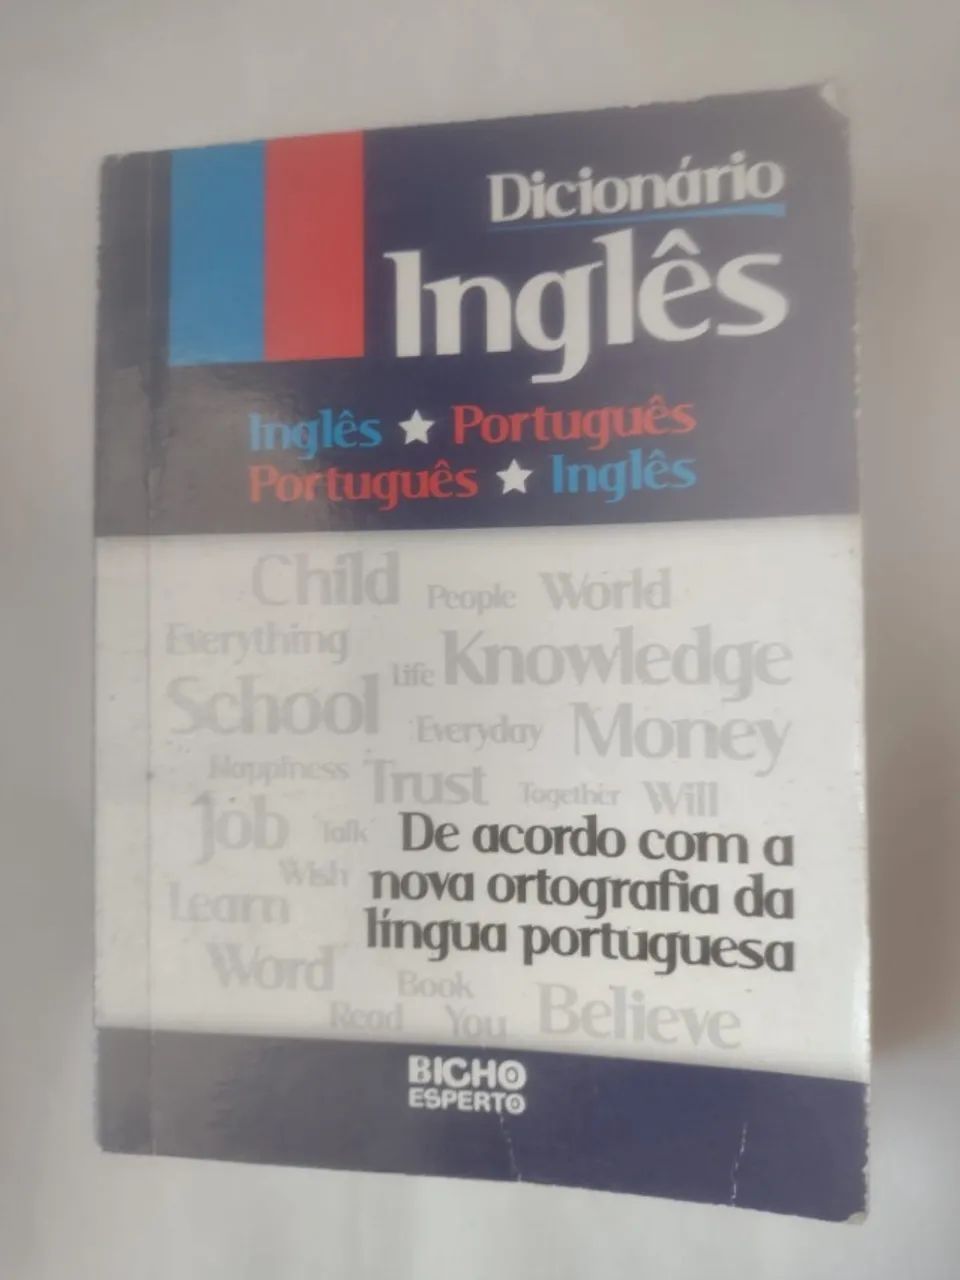 Dicionário
Inglês
Inglês ★ Português
Português ★ Inglês
Child People World
Everything Life Knowledge
School Everyday Money
Happiness Trust Together Will
Job Talk De acordo com a
Wish nova ortografia da
Learn língua portuguesa
Word Book
Read You Believe
BICHO
ESPERTO